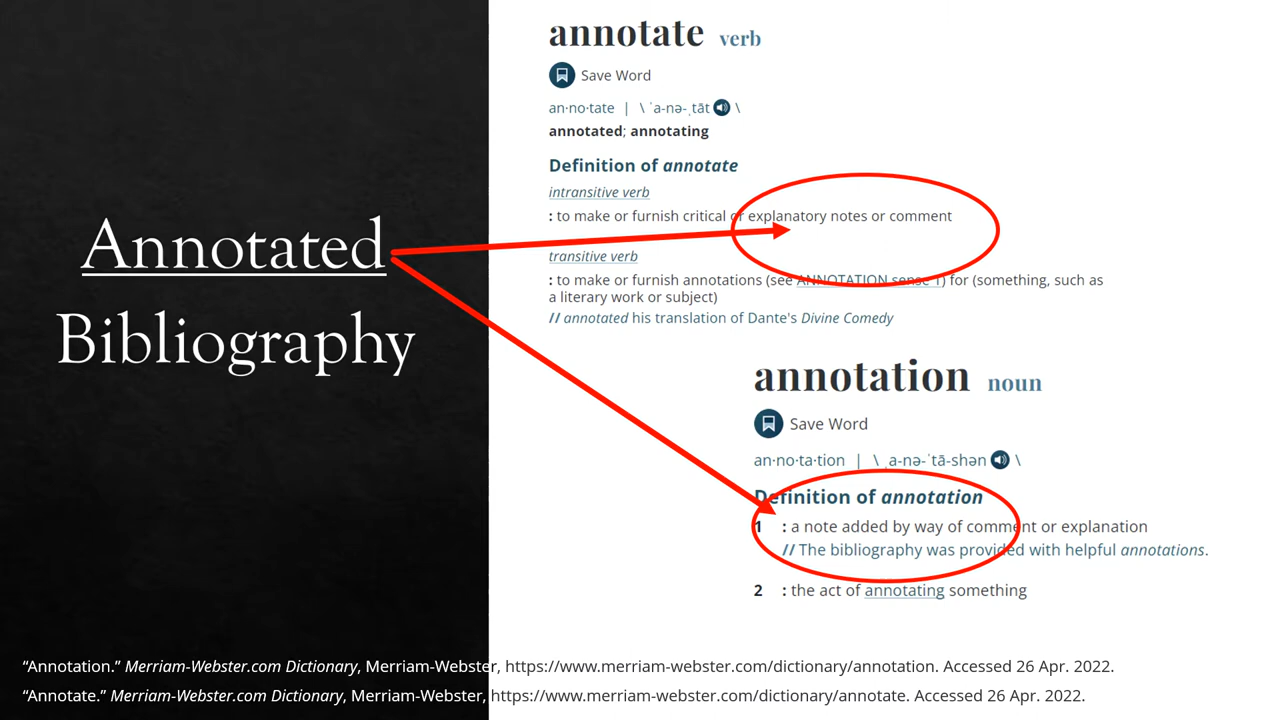 Annotated
Bibliography
annotate verb
Save Word
an·no·tate | \ ˈa-nə-ˌtāt \
annotated; annotating
Definition of annotate
intransitive verb
: to make or furnish critical or explanatory notes or comment
transitive verb
: to make or furnish annotations (see ANNOTATION sense 1) for (something, such as
a literary work or subject)
// annotated his translation of Dante's Divine Comedy
annotation noun
Save Word
an·no·ta·tion | \ ˌa-nə-ˈtā-shən \
Definition of annotation
1 : a note added by way of comment or explanation
// The bibliography was provided with helpful annotations.
2 : the act of annotating something
“Annotation.” Merriam-Webster.com Dictionary, Merriam-Webster, https://www.merriam-webster.com/dictionary/annotation. Accessed 26 Apr. 2022.
“Annotate.” Merriam-Webster.com Dictionary, Merriam-Webster, https://www.merriam-webster.com/dictionary/annotate. Accessed 26 Apr. 2022.